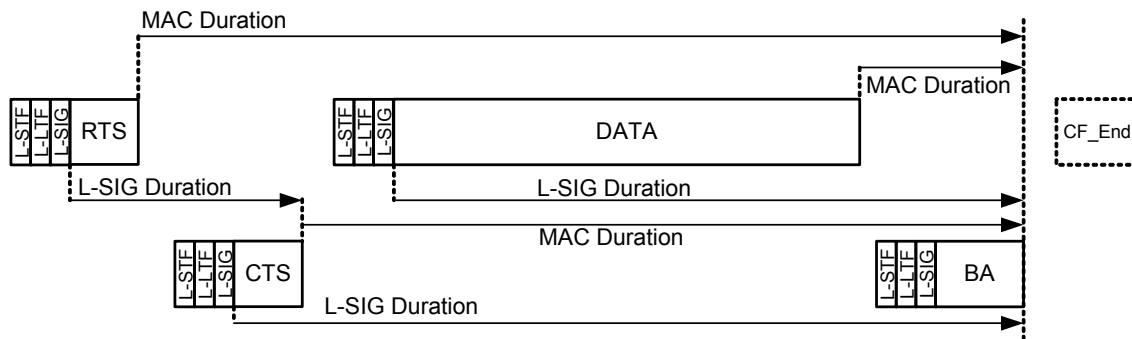 MAC Duration
MAC Duration
L-STF
L-LTF
L-SIG
RTS
L-STF
L-LTF
L-SIG
DATA
CF_End
L-SIG Duration
L-SIG Duration
MAC Duration
L-STF
L-LTF
L-SIG
CTS
L-STF
L-LTF
L-SIG
BA
L-SIG Duration